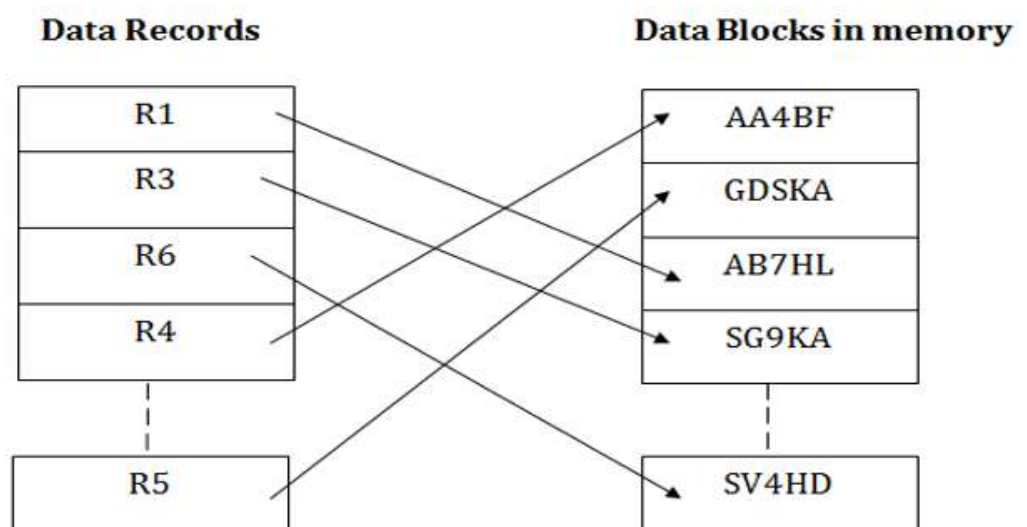 Data Records
R1
R3
R6
R4
R5
Data Blocks in memory
AA4BF
GDSKA
AB7HL
SG9KA
SV4HD